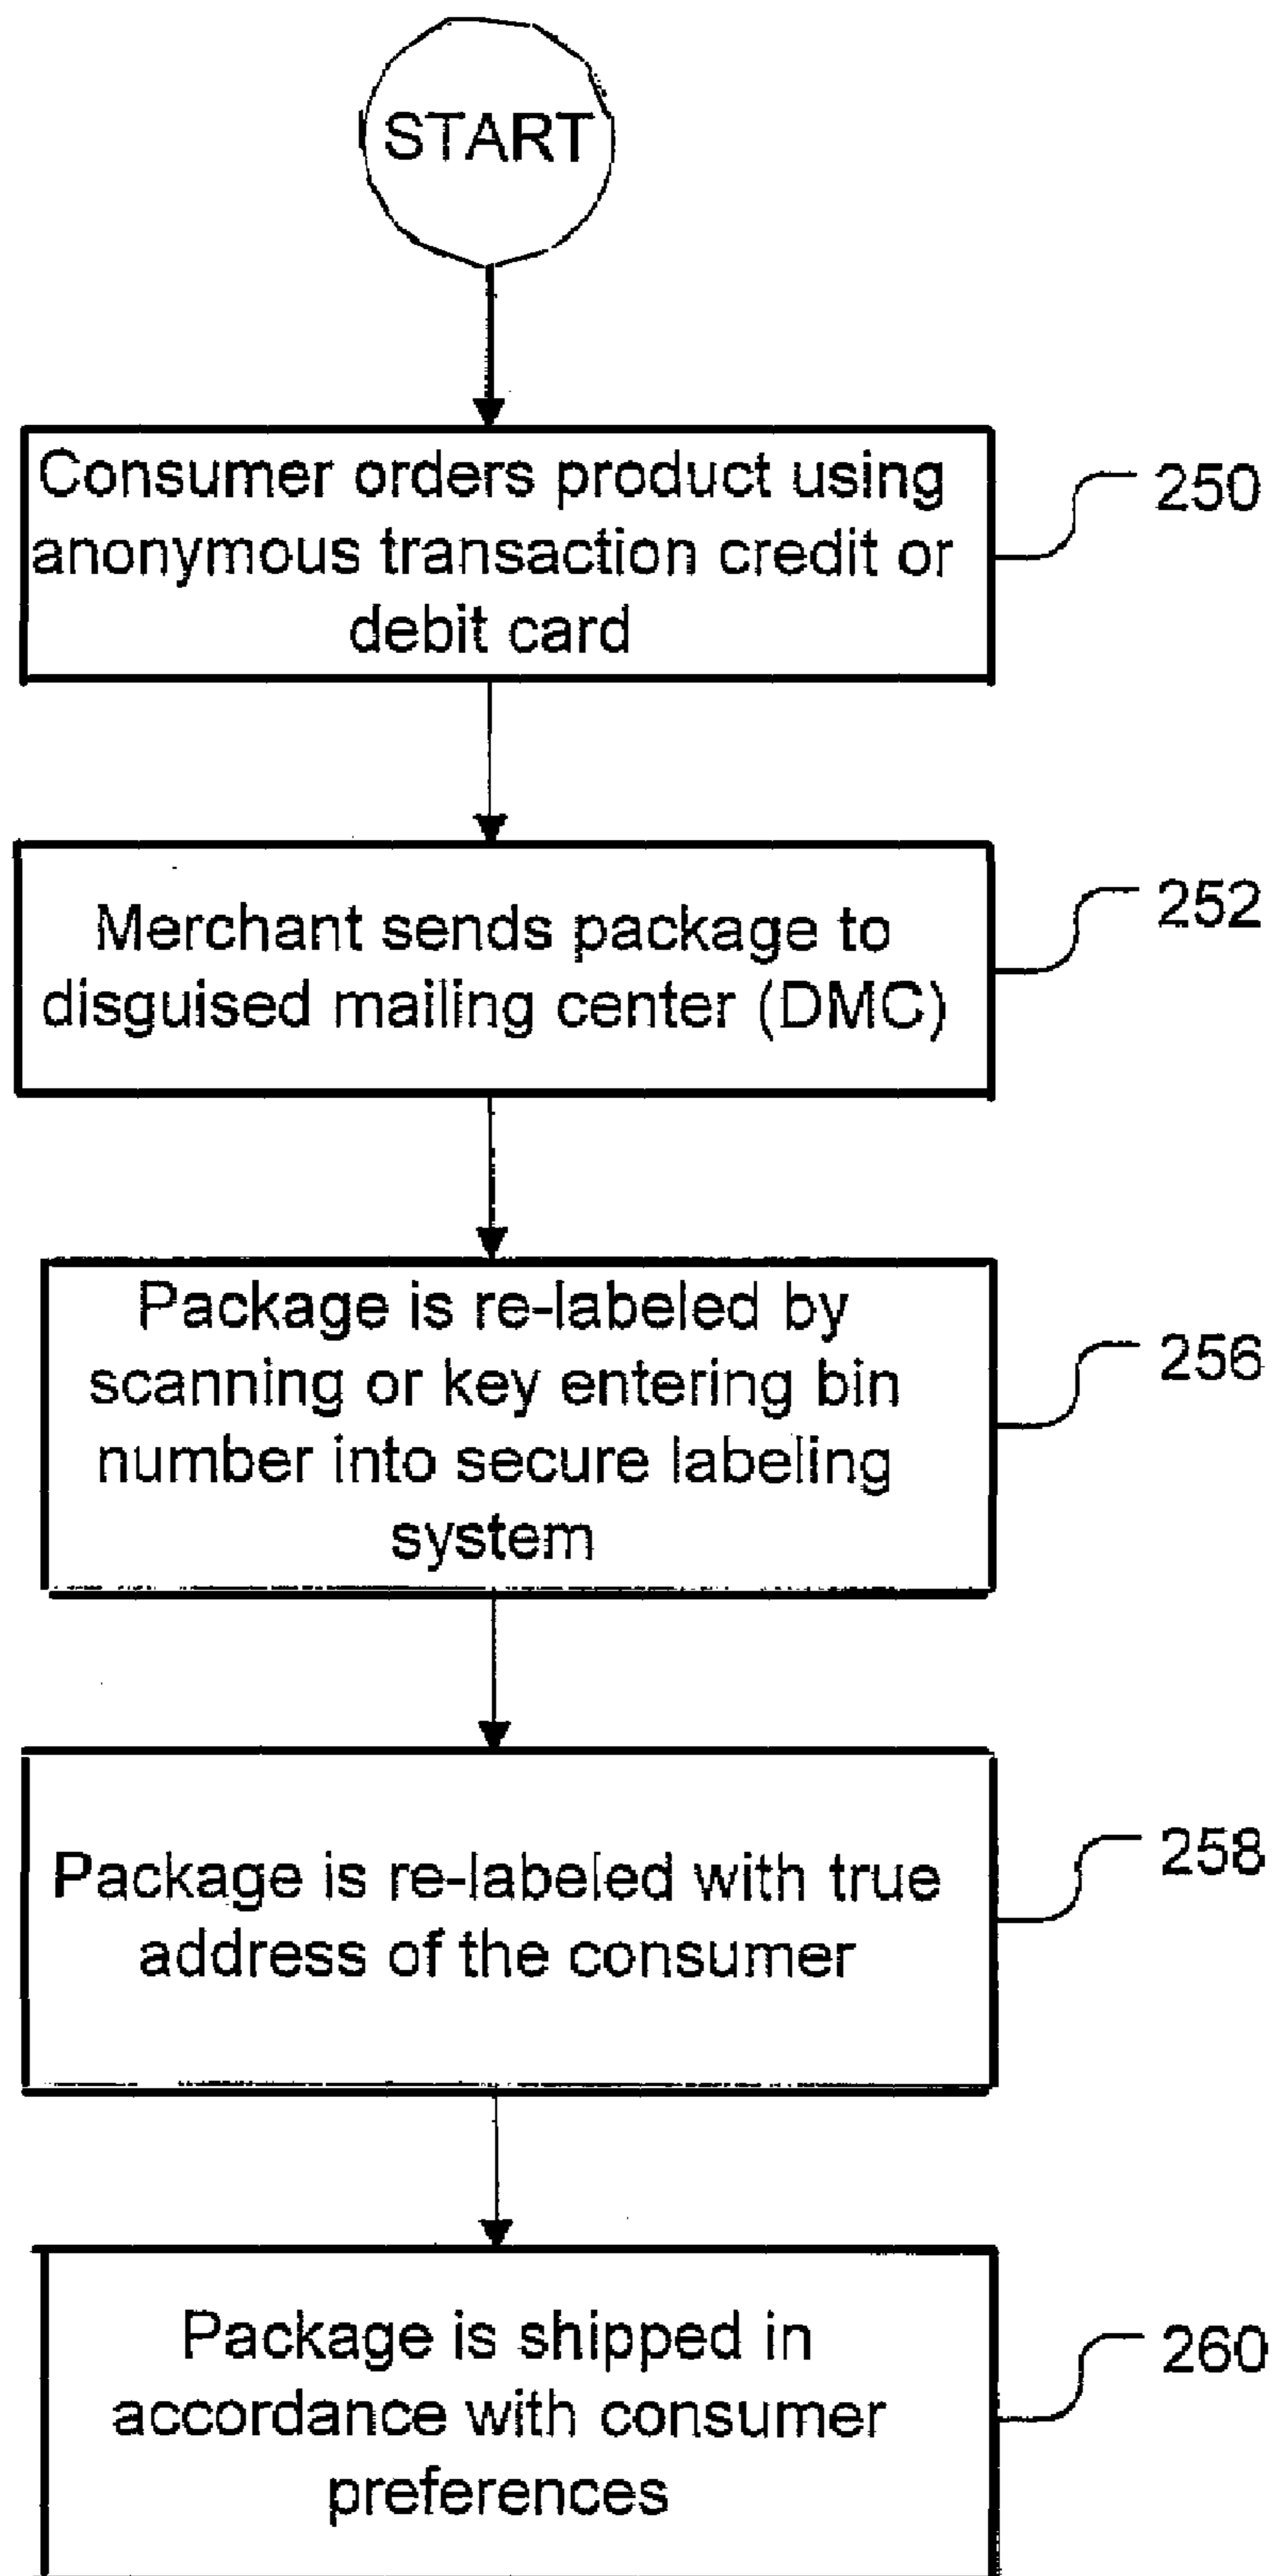 START
Consumer orders product using
anonymous transaction credit or
debit card
250
Merchant sends package to
disguised mailing center (DMC)
252
Package is re-labeled by
scanning or key entering bin
number into secure labeling
system
256
Package is re-labeled with true
address of the consumer
258
Package is shipped in
accordance with consumer
preferences
260